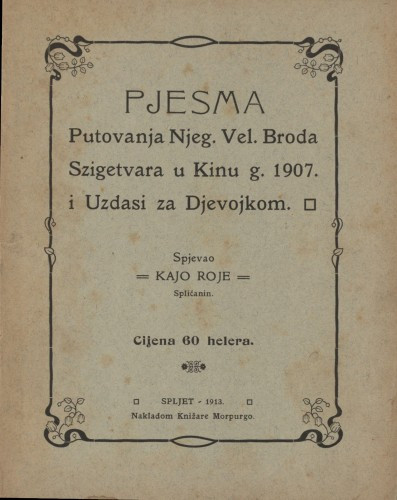 PJESMA
Putovanja Njeg. Vel. Broda
Szigetvara u Kinu g. 1907.
i Uzdasi za Djevojkom.
Spjevao
KAJO ROJE
Splićanin.
Cijena 60 helera.
SPLJET - 1913.
Nakladom Knižare Morpurgo.